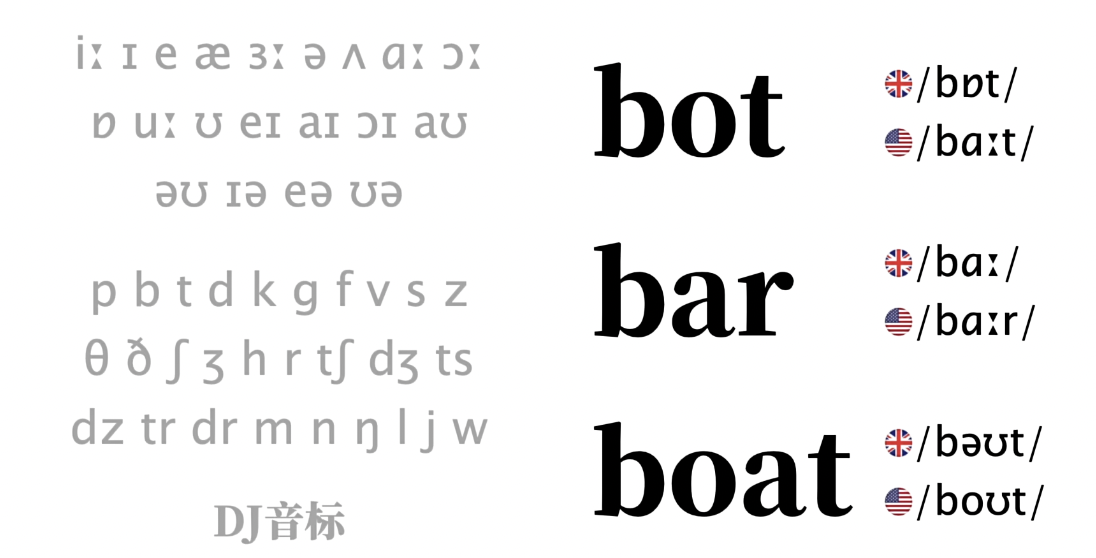 iː ɪ e æ ɜː ə ʌ ɑː ɔː
ɒ uː ʊ eɪ aɪ ɔɪ aʊ
əʊ ɪə eə ʊə
p b t d k g f v s z
θ ð ʃ ʒ h r tʃ dʒ ts
dz tr dr m n ŋ l j w
DJ音标
bot
/bɒt/
/bɑːt/
bar
/bɑː/
/bɑːr/
boat
/bəʊt/
/boʊt/